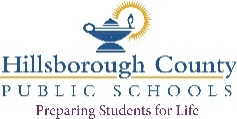 Hillsborough County
PUBLIC SCHOOLS
Preparing Students for Life